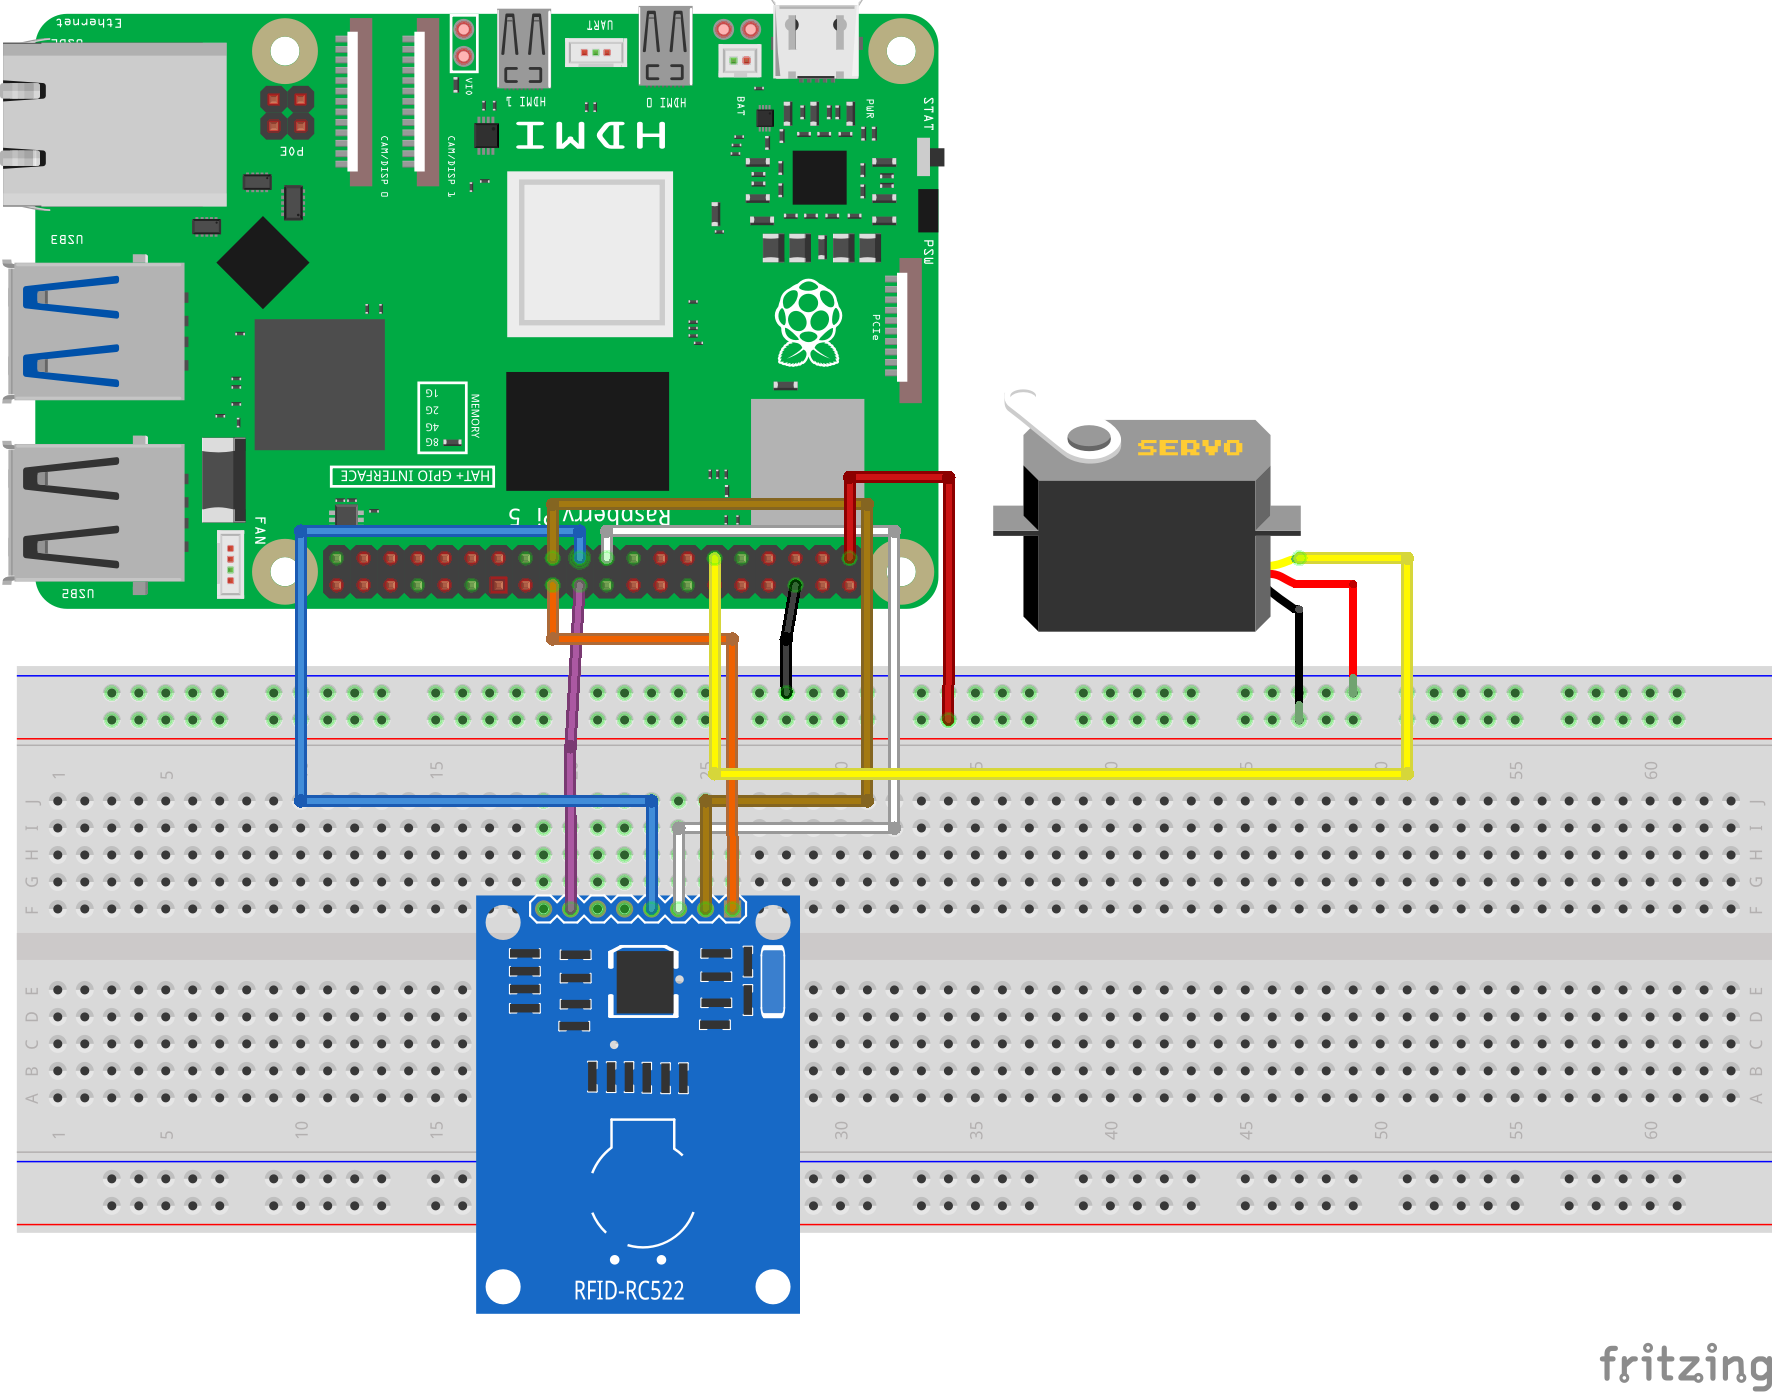 Ethernet
UART
HDMI 1
HDMI 0
VIO
BAT
PWR
STAT
HDMI
POE
CAM/DISP 0
CAM/DISP 1
USB3
PSW
PCIe
1G
2G
4G
8G
MEMORY
HAT+ GPIO INTERFACE
Raspberry Pi 5
FAN
USB2
SERVO
1 5 15 25 30 50 55 60
J J
I I
H H
G G
F F
E E
D D
C C
B B
A A
1 5 10 15 30 35 40 45 50 55 60
RFID-RC522
fritzing